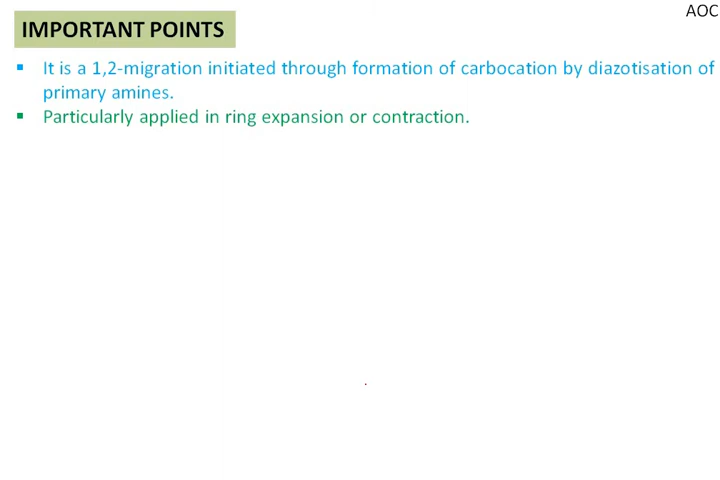 AOC
IMPORTANT POINTS
▪ It is a 1,2-migration initiated through formation of carbocation by diazotisation of
primary amines.
▪ Particularly applied in ring expansion or contraction.